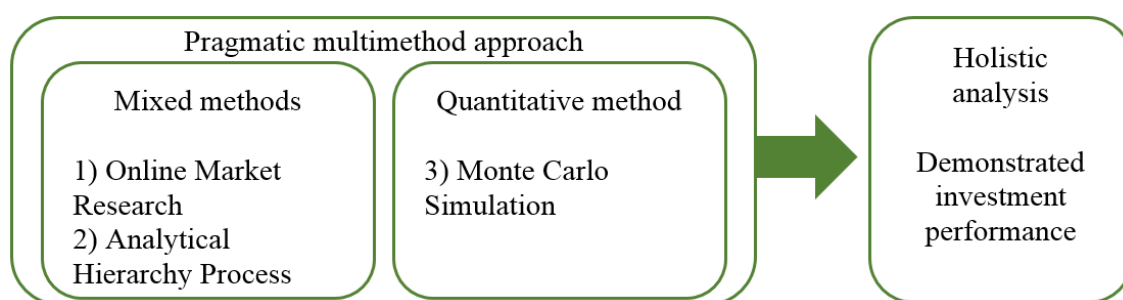 Pragmatic multimethod approach
Mixed methods
1) Online Market
Research
2) Analytical
Hierarchy Process
Quantitative method
3) Monte Carlo
Simulation
Holistic
analysis
Demonstrated
investment
performance